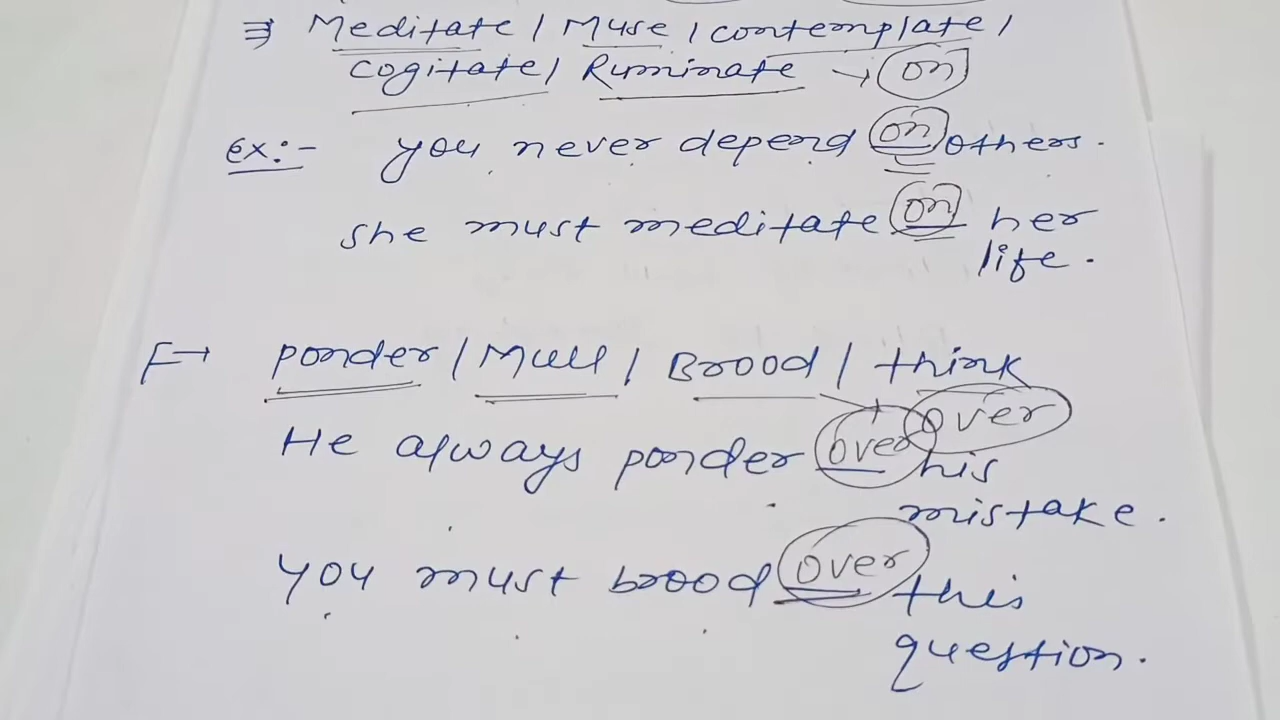 ⇒ Meditate / Muse / contemplate /
cogitate / Ruminate → on
Ex:- you never depend on others.
she must meditate on her
life.
F→ ponder / Mull / Brood / think
over
He always ponder over his
mistake.
you must brood over this
question.